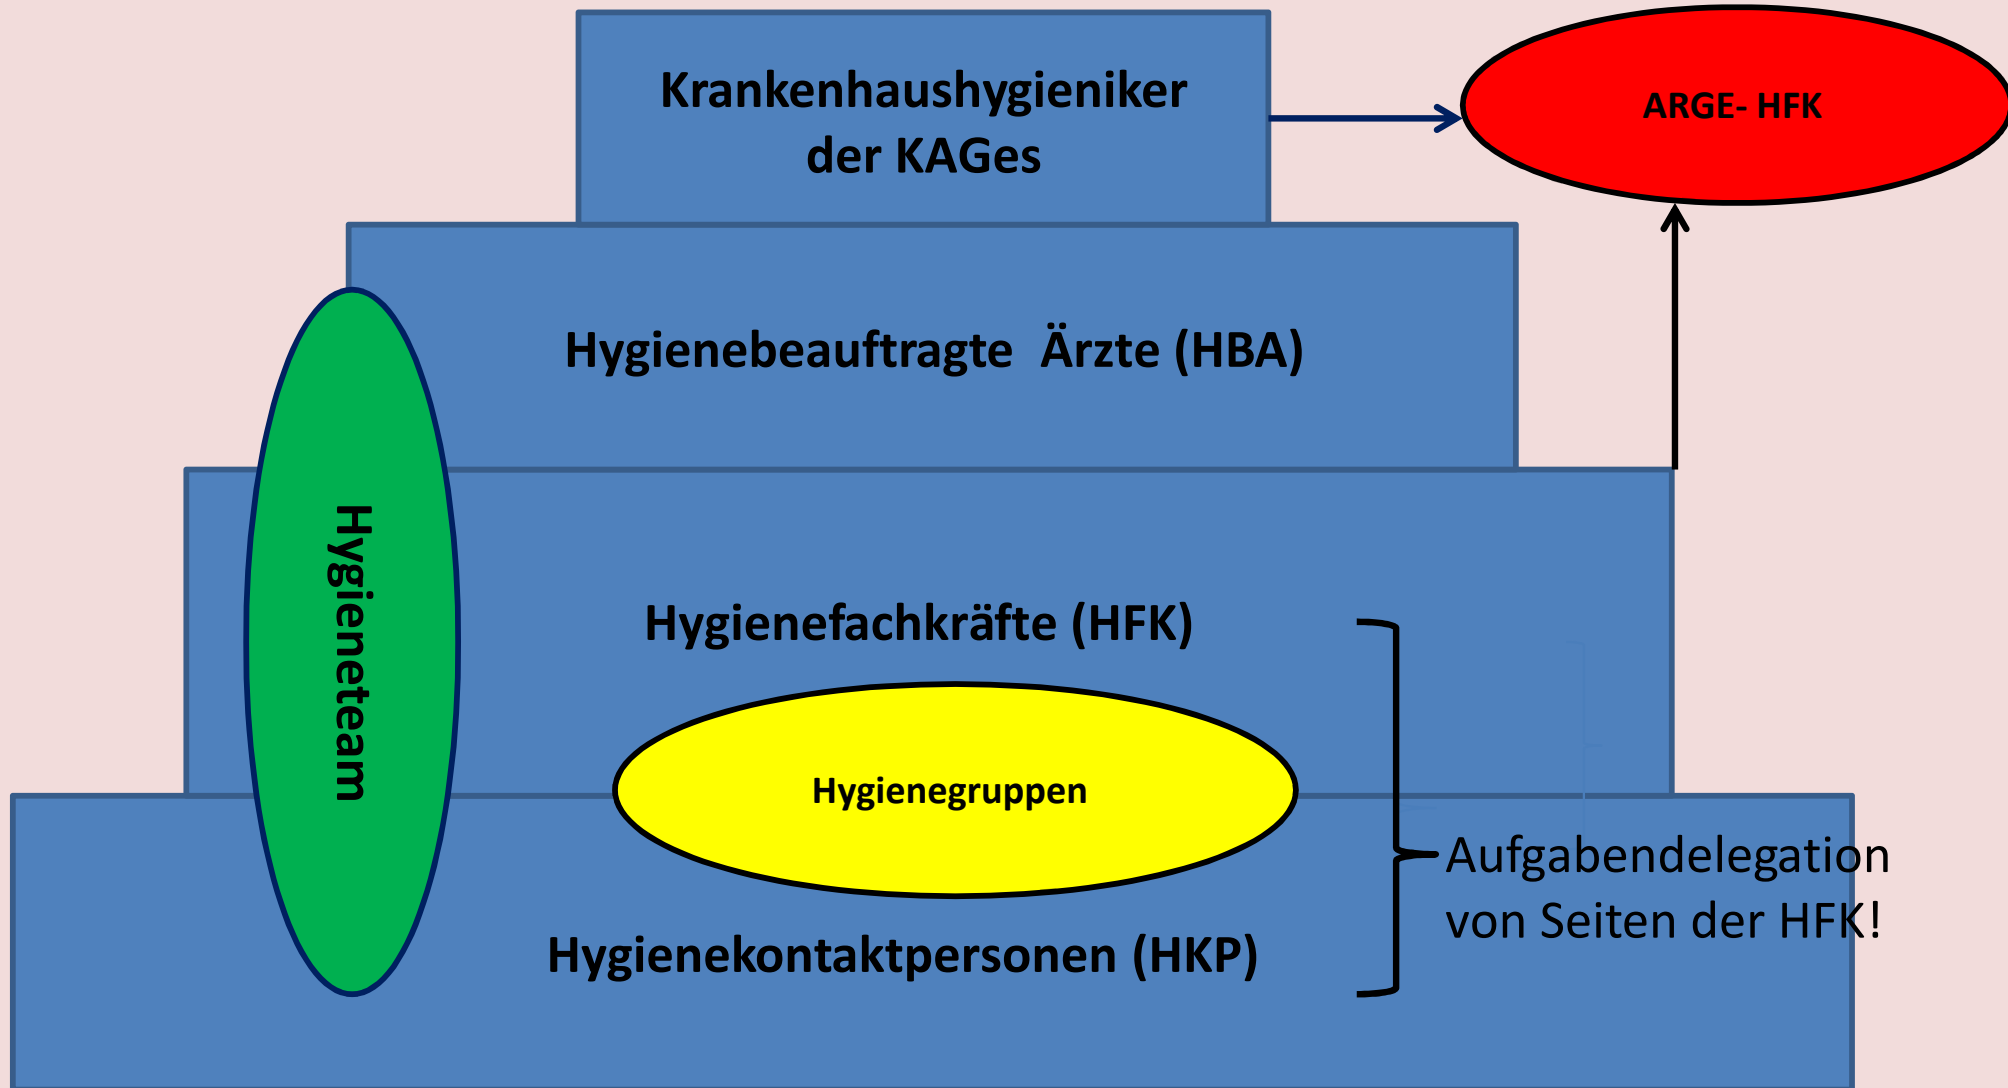 Krankenhaushygieniker
der KAGes
ARGE- HFK
Hygienebeauftragte  Ärzte (HBA)
Hygieneteam
Hygienefachkräfte (HFK)
Hygienegruppen
Aufgabendelegation
von Seiten der HFK!
Hygienekontaktpersonen (HKP)